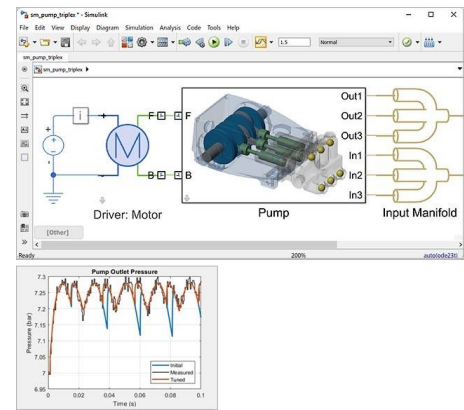 sm_pump_triplex * - Simulink
File Edit View Display Diagram Simulation Analysis Code Tools Help
1.5 Normal
sm_pump_triplex
sm_pump_triplex
i
M
F F
B B
Out1
Out2
Out3
In1
In2
In3
Driver: Motor Pump Input Manifold
[Other]
Ready 200% auto(ode23t)
Pump Outlet Pressure
Pressure (bar)
7.3
7.25
7.2
7.15
7.1
7.05
7
6.95
Initial
Measured
Tuned
0 0.02 0.04 0.06 0.08 0.1
Time (s)